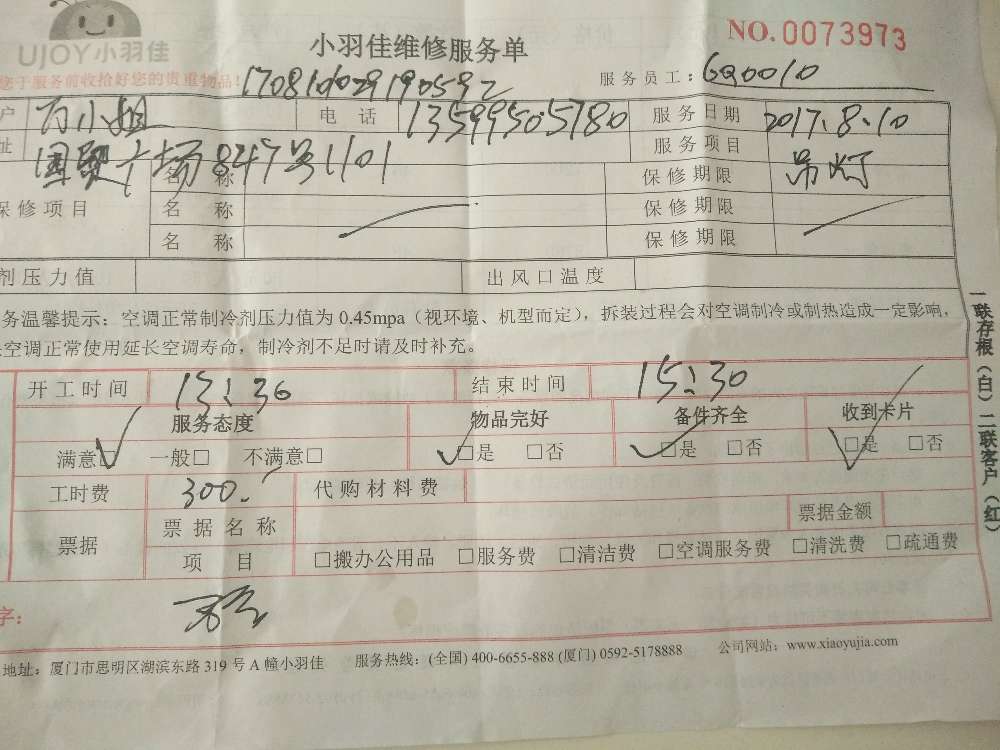 UJOY小羽佳
小羽佳维修服务单
NO.0073973
您于服务前收拾好您的贵重物品!
服务员工: GQ0010
户 万小姐 电 话 13599505780 服务日期 2017.8.10
址 国贸广场847号1101 服务项目
保修项目 名 称 保修期限 吊灯
名 称 保修期限
名 称 保修期限
剂压力值 出风口温度
务温馨提示：空调正常制冷剂压力值为 0.45mpa（视环境、机型而定），拆装过程会对空调制冷或制热造成一定影响，
空调正常使用延长空调寿命，制冷剂不足时请及时补充。
开工时间 13:30 结束时间 15:30
服务态度 物品完好 备件齐全 收到卡片
满意□ 一般□ 不满意□ □是 □否 □是 □否 □是 □否
工时费 300. 代购材料费
票据 票据名称 票据金额
项 目 □搬办公用品 □服务费 □清洁费 □空调服务费 □清洗费 □疏通费
字：
地址：厦门市思明区湖滨东路 319 号 A 幢小羽佳 服务热线：(全国) 400-6655-888 (厦门) 0592-5178888 公司网站：www.xiaoyujia.com
一联存根（白）二联客户（红）